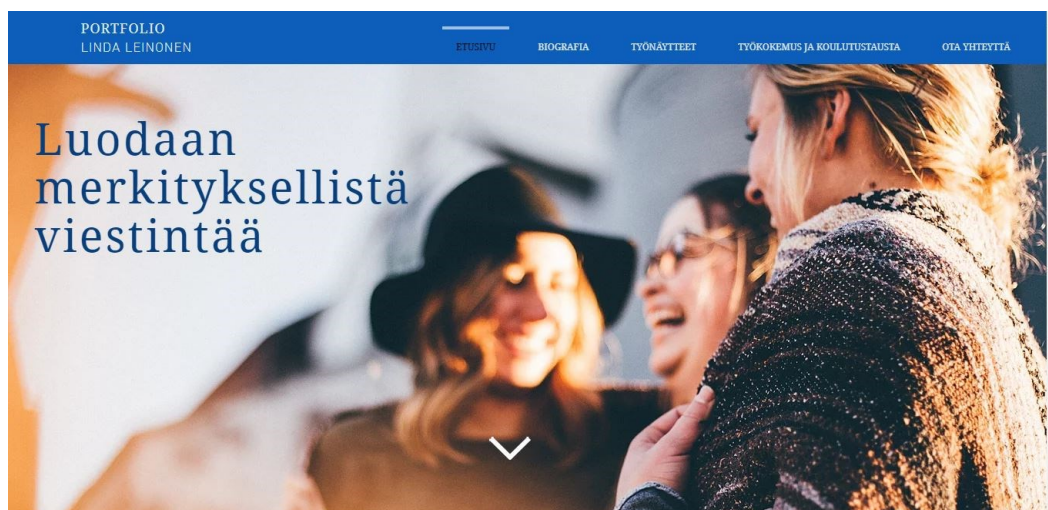 PORTFOLIO
LINDA LEINONEN
ETUSIVU
BIOGRAFIA
TYÖNÄYTTEET
TYÖKOKEMUS JA KOULUTUSTAUSTA
OTA YHTEYTTÄ
Luodaan
merkityksellistä
viestintää